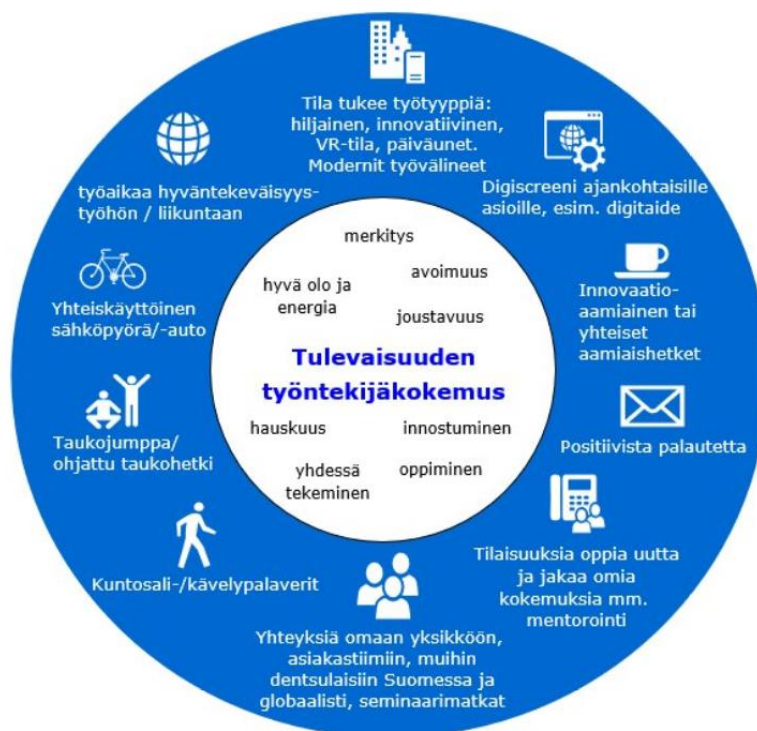 Tila tukee työtyyppiä:
hiljainen, innovatiivinen,
VR-tila, päiväunet.
Modernit työvälineet
Digiscreeni ajankohtaisille
asioille, esim. digitaide
Innovaatio-
aamiainen tai
yhteiset
aamiaishetket
Positiivista palautetta
Tilaisuuksia oppia uutta
ja jakaa omia
kokemuksia mm.
mentorointi
Yhteyksiä omaan yksikköön,
asiakastiimiin, muihin
dentsulaisiin Suomessa ja
globaalisti, seminaarimatkat
Kuntosali-/kävelypalaverit
Taukojumppa/
ohjattu taukohetki
Yhteiskäyttöinen
sähköpyörä/-auto
työaikaa hyväntekeväisyys-
työhön / liikuntaan
merkitys
avoimuus
hyvä olo ja
energia
joustavuus
Tulevaisuuden
työntekijäkokemus
hauskuus
innostuminen
yhdessä
tekeminen
oppiminen